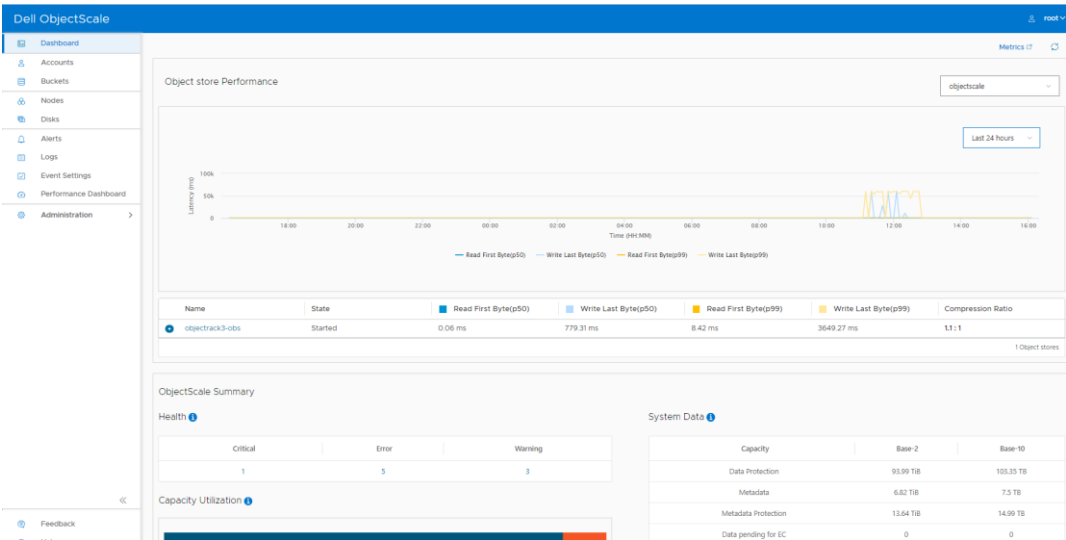 Dell ObjectScale
root
Dashboard
Accounts
Buckets
Nodes
Disks
Alerts
Logs
Event Settings
Performance Dashboard
Administration
Feedback
Metrics
Object store Performance
objectscale
Last 24 hours
Latency (ms)
100k
50k
0
18:00 20:00 22:00 00:00 02:00 04:00 06:00 08:00 10:00 12:00 14:00 16:00
Time (HH:MM)
Read First Byte(p50) Write Last Byte(p50) Read First Byte(p99) Write Last Byte(p99)
Name State Read First Byte(p50) Write Last Byte(p50) Read First Byte(p99) Write Last Byte(p99) Compression Ratio
objectrack3-obs Started 0.06 ms 779.31 ms 8.42 ms 3649.27 ms 1.1 : 1
1 Object stores
ObjectScale Summary
Health
Critical Error Warning
1 5 3
Capacity Utilization
System Data
Capacity Base-2 Base-10
Data Protection 93.99 TiB 103.35 TB
Metadata 6.82 TiB 7.5 TB
Metadata Protection 13.64 TiB 14.99 TB
Data pending for EC 0 0